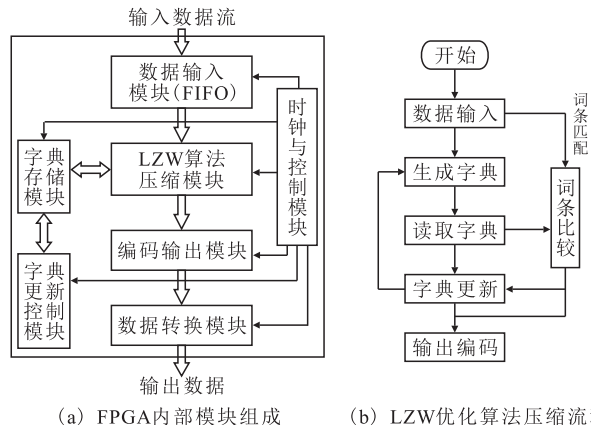 输入数据流
数据输入
模块(FIFO)
时钟与控制模块
字典
存储
模块
LZW算法
压缩模块
编码输出模块
字典
更新
控制
模块
数据转换模块
输出数据
(a) FPGA内部模块组成
开始
数据输入
词条匹配
生成字典
词条比较
读取字典
字典更新
输出编码
(b) LZW优化算法压缩流